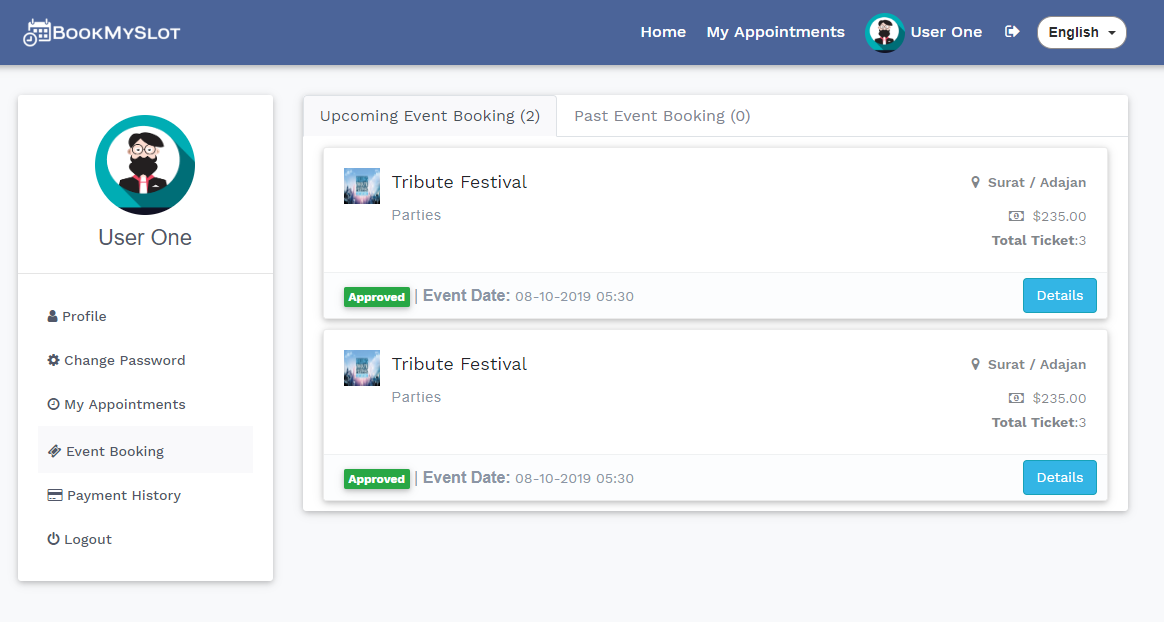 BookMySlot
Home My Appointments User One English
User One
Profile
Change Password
My Appointments
Event Booking
Payment History
Logout
Upcoming Event Booking (2) Past Event Booking (0)
Tribute Festival Surat / Adajan
Parties $235.00
Total Ticket:3
Approved | Event Date: 08-10-2019 05:30 Details
Tribute Festival Surat / Adajan
Parties $235.00
Total Ticket:3
Approved | Event Date: 08-10-2019 05:30 Details